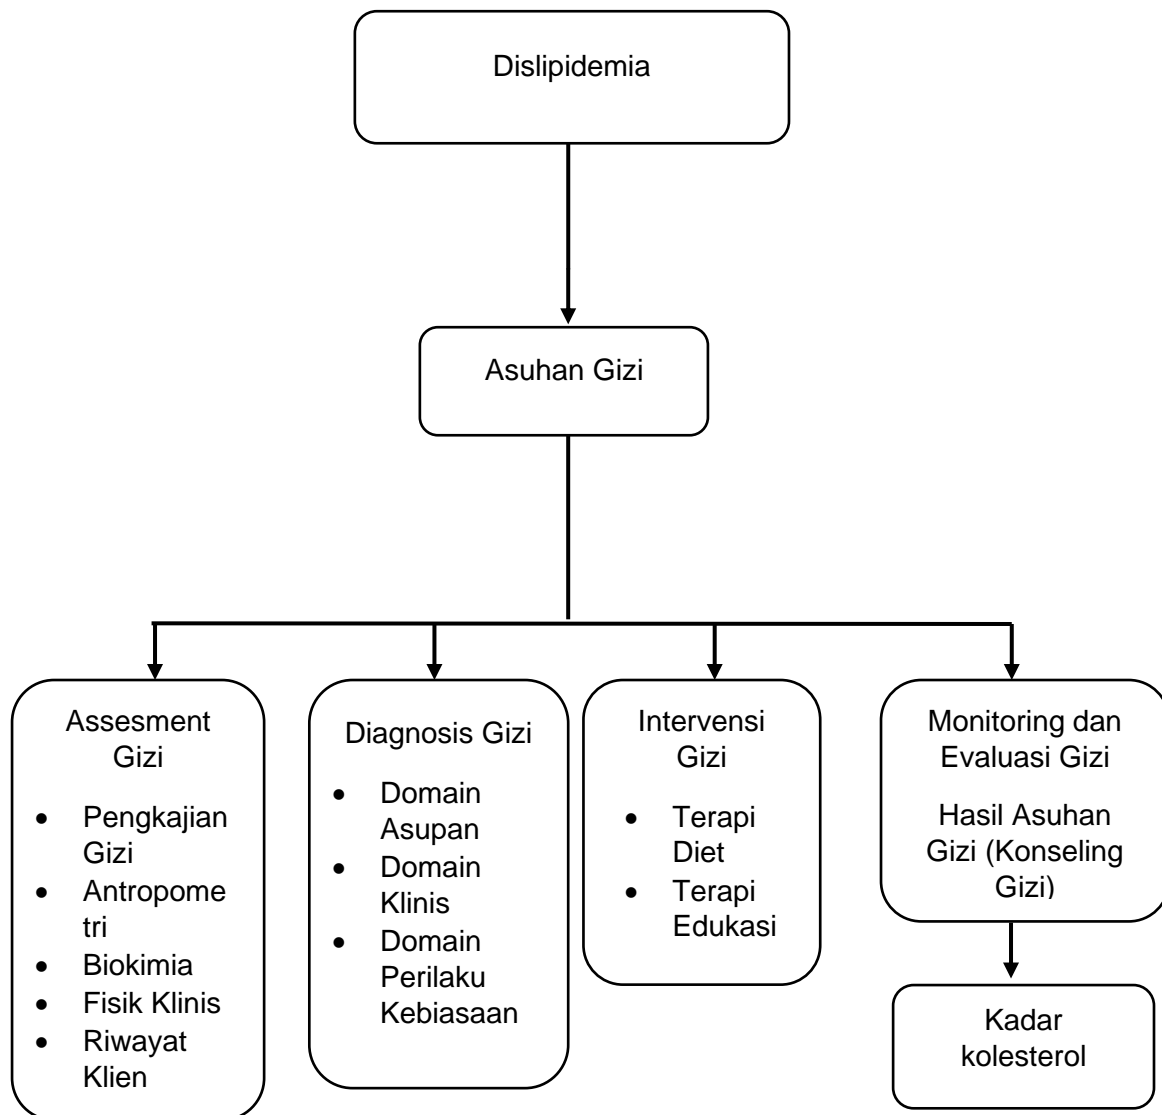 Dislipidemia
Asuhan Gizi
Assesment
Gizi
• Pengkajian
Gizi
• Antropome
tri
• Biokimia
• Fisik Klinis
• Riwayat
Klien
Diagnosis Gizi
• Domain
Asupan
• Domain
Klinis
• Domain
Perilaku
Kebiasaan
Intervensi
Gizi
• Terapi
Diet
• Terapi
Edukasi
Monitoring dan
Evaluasi Gizi
Hasil Asuhan
Gizi (Konseling
Gizi)
Kadar
kolesterol